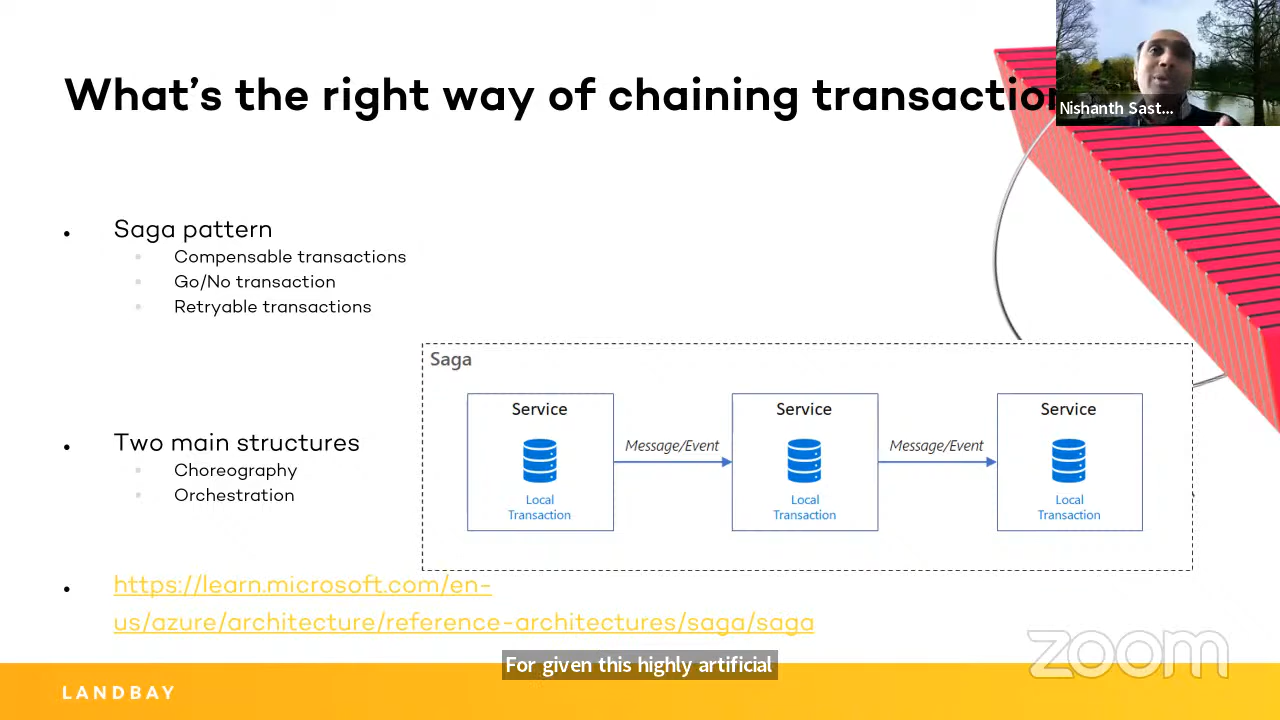 What's the right way of chaining transaction
Nishanth Sast...
Saga pattern
Compensable transactions
Go/No transaction
Retryable transactions
Saga
Service
Service
Service
Message/Event
Message/Event
Local
Transaction
Local
Transaction
Local
Transaction
Two main structures
Choreography
Orchestration
https://learn.microsoft.com/en-
us/azure/architecture/reference-architectures/saga/saga
For given this highly artificial
zoom
LANDBAY